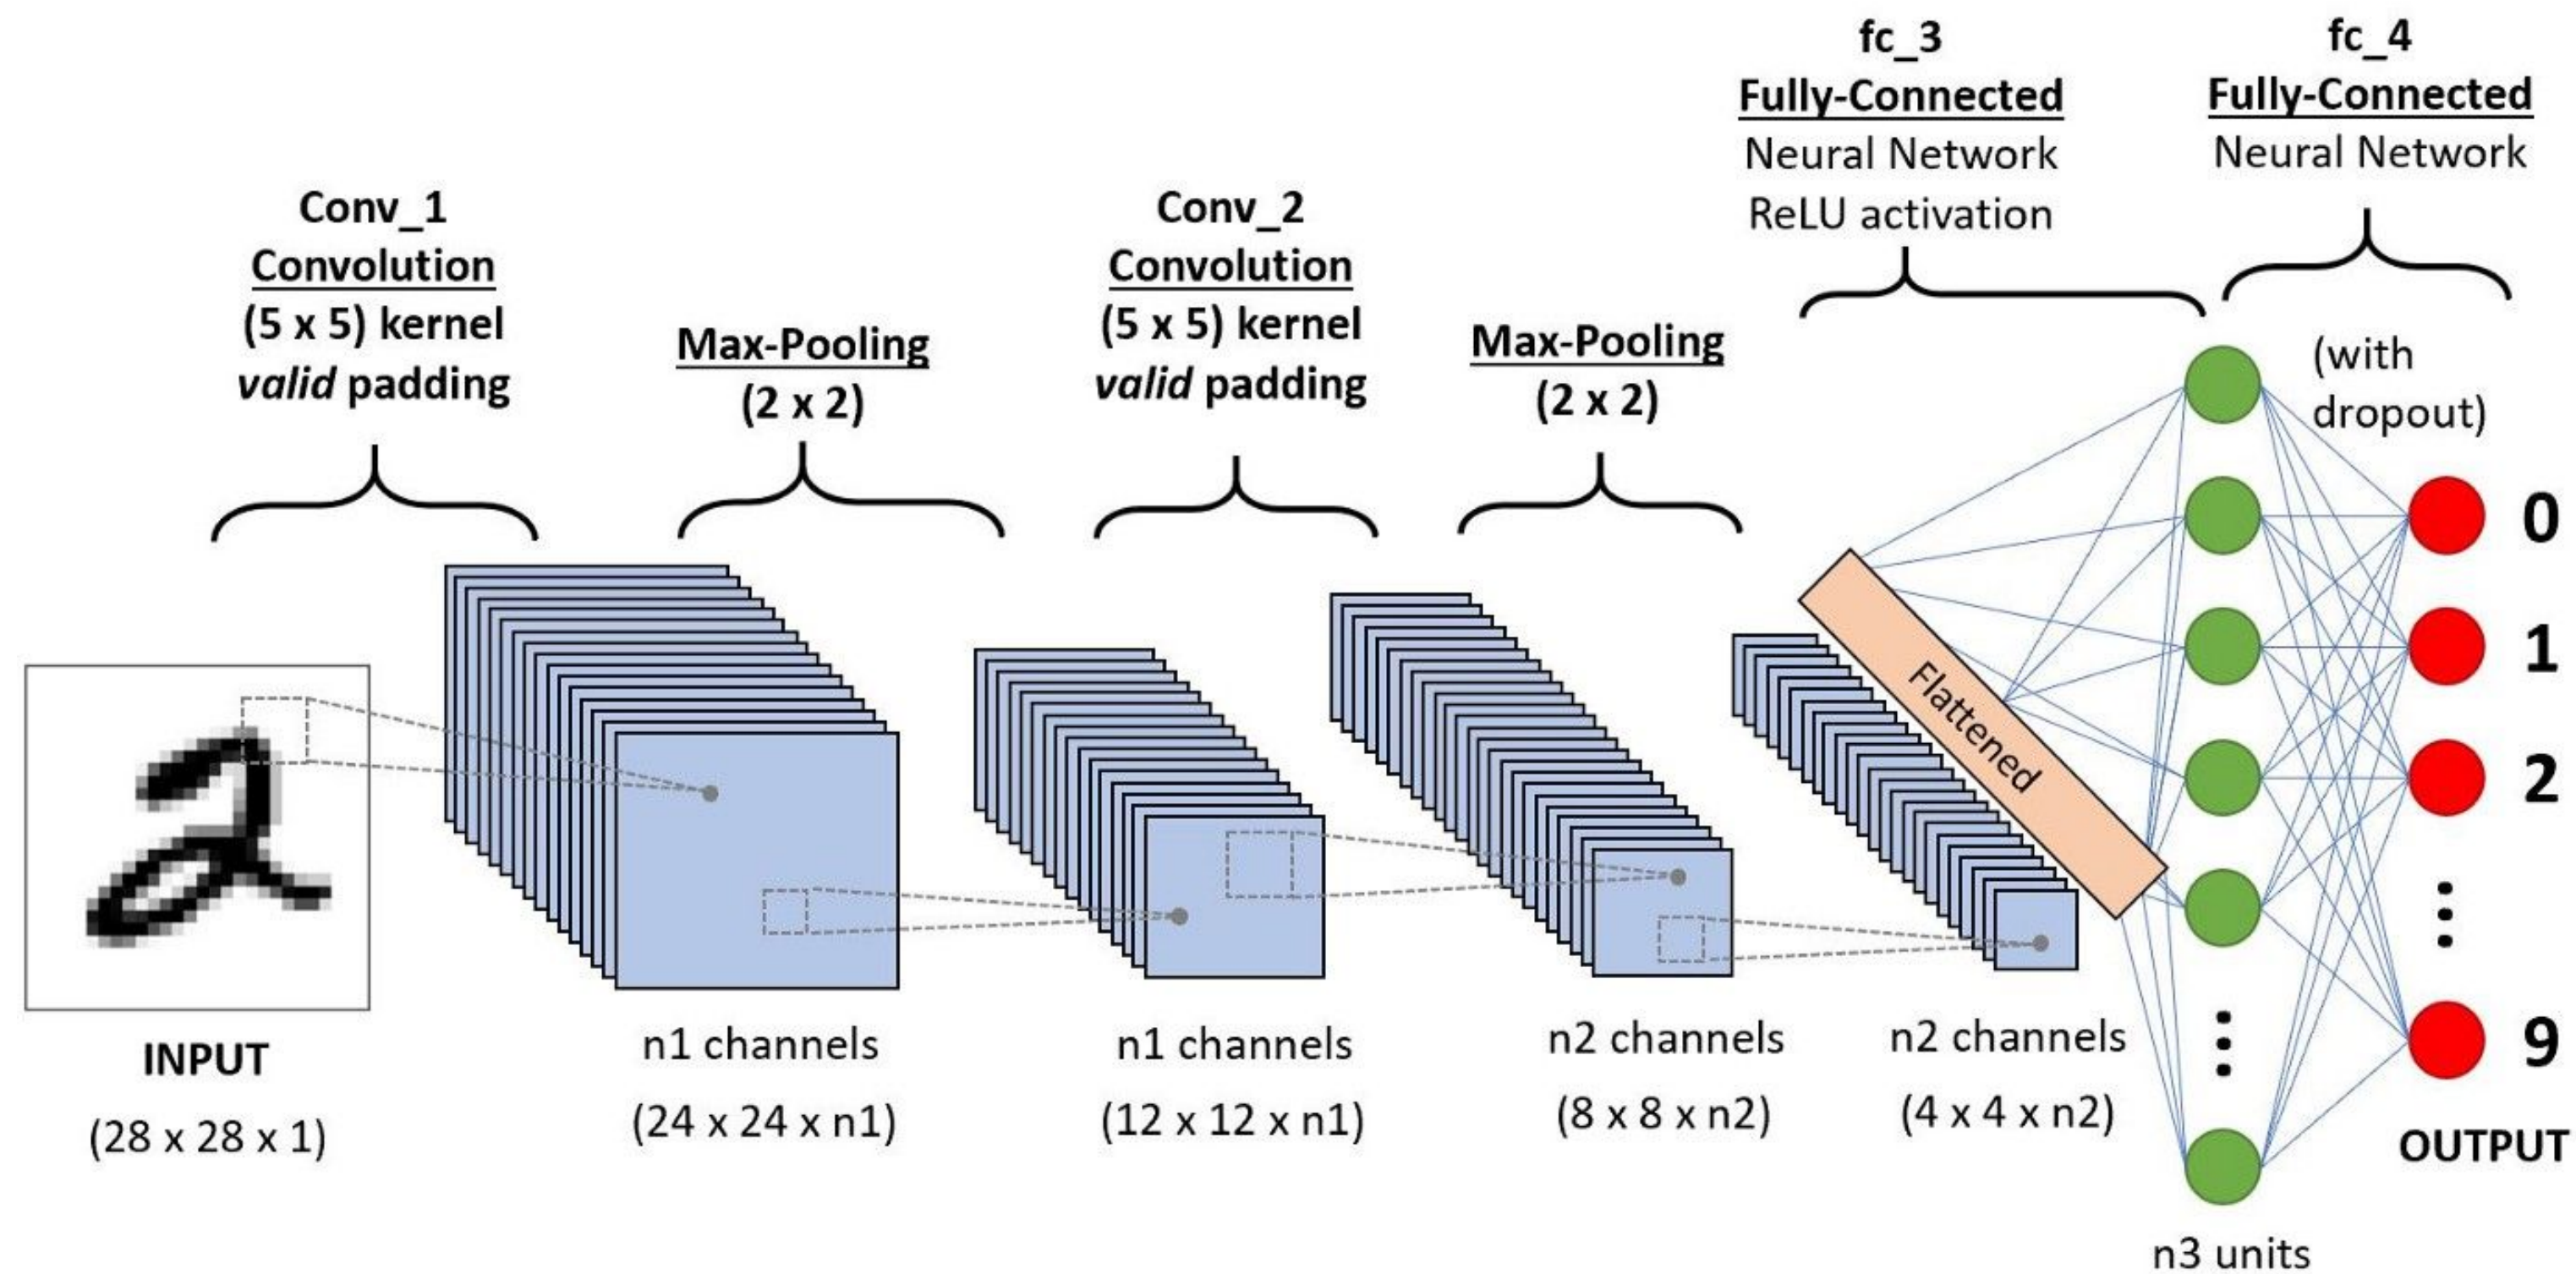 Conv_1
Convolution
(5 x 5) kernel
valid padding
Max-Pooling
(2 x 2)
Conv_2
Convolution
(5 x 5) kernel
valid padding
Max-Pooling
(2 x 2)
fc_3
Fully-Connected
Neural Network
ReLU activation
fc_4
Fully-Connected
Neural Network
(with
dropout)
Flattened
0
1
2
9
INPUT
(28 x 28 x 1)
n1 channels
(24 x 24 x n1)
n1 channels
(12 x 12 x n1)
n2 channels
(8 x 8 x n2)
n2 channels
(4 x 4 x n2)
n3 units
OUTPUT